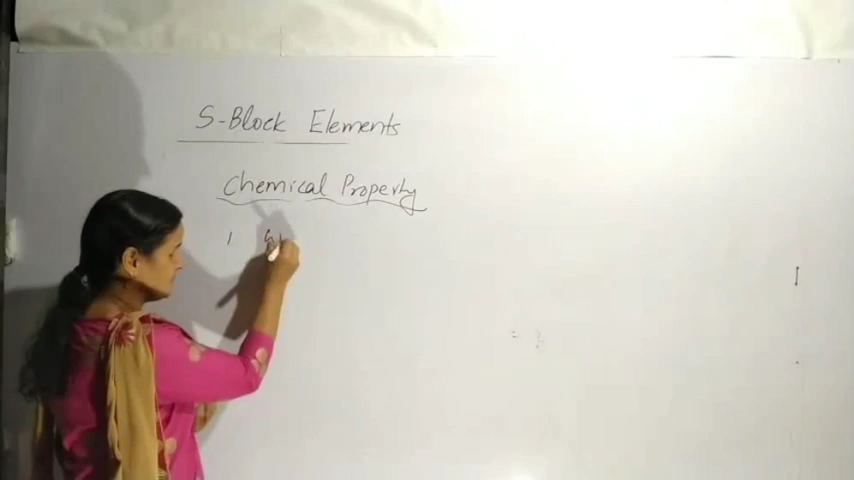 S-Block Elements
Chemical Property
1
= ?